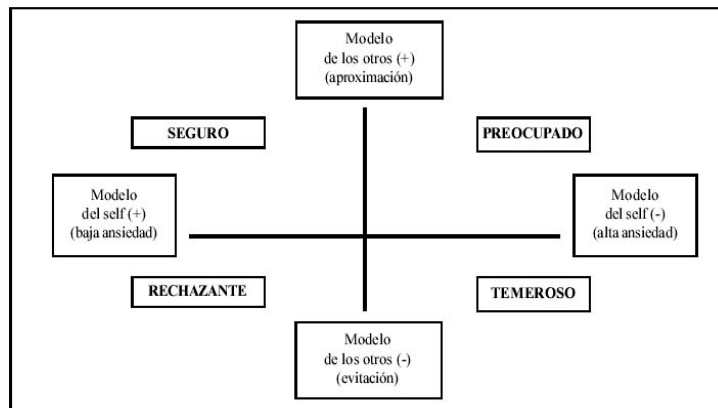 Modelo
de los otros (+)
(aproximación)
SEGURO
PREOCUPADO
Modelo
del self (+)
(baja ansiedad)
Modelo
del self (-)
(alta ansiedad)
RECHAZANTE
TEMEROSO
Modelo
de los otros (-)
(evitación)